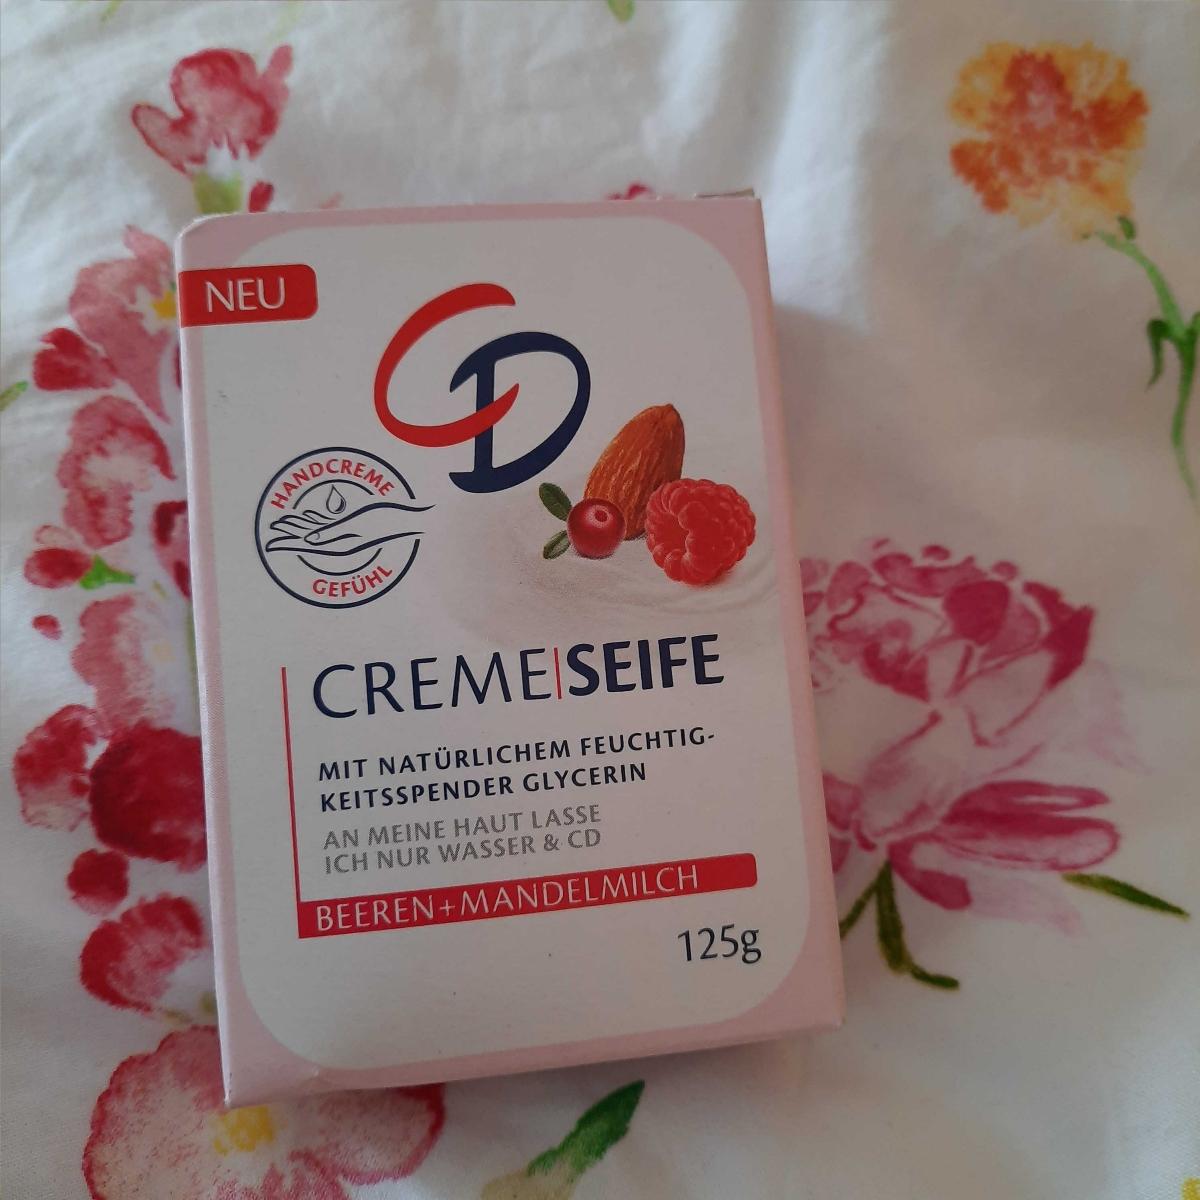 NEU
CD
HANDCREME
GEFÜHL
CREME|SEIFE
MIT NATÜRLICHEM FEUCHTIG-
KEITSSPENDER GLYCERIN
AN MEINE HAUT LASSE
ICH NUR WASSER & CD
BEEREN+MANDELMILCH
125g